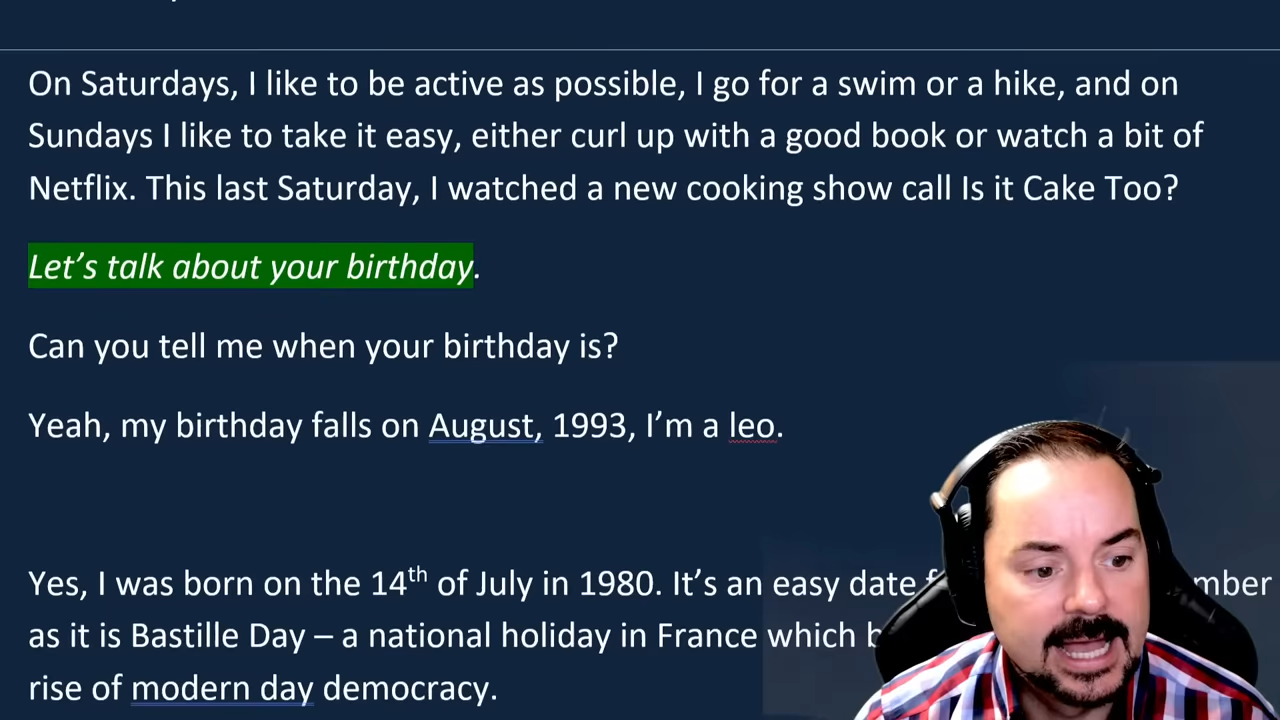 On Saturdays, I like to be active as possible, I go for a swim or a hike, and on
Sundays I like to take it easy, either curl up with a good book or watch a bit of
Netflix. This last Saturday, I watched a new cooking show call Is it Cake Too?
Let's talk about your birthday.
Can you tell me when your birthday is?
Yeah, my birthday falls on August, 1993, I'm a leo.
Yes, I was born on the 14th of July in 1980. It's an easy date
as it is Bastille Day – a national holiday in France which
rise of modern day democracy.